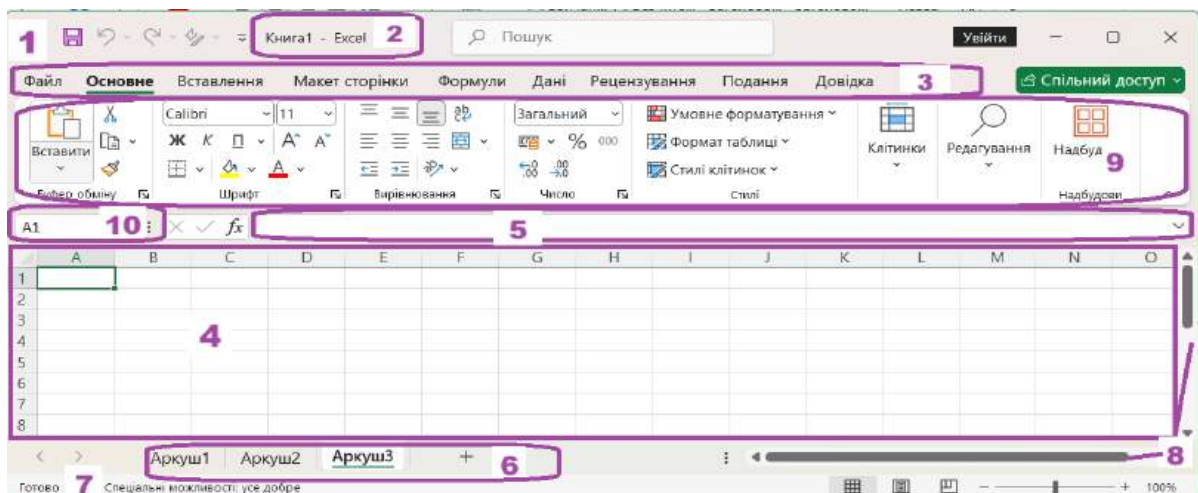 1 Книга1 - Excel 2 Пошук Увійти
Файл Основне Вставлення Макет сторінки Формули Дані Рецензування Подання Довідка 3 Спільний доступ
Calibri 11 ab Загальний Умовне форматування
Вставити Ж К П A A % 000 Формат таблиці Клітинки Редагування Надбуд 9
A Стилі клітинок
Буфер обміну Шрифт Вирівнювання Число Стилі Надбудови
A1 10 fx 5
A B C D E F G H I J K L M N O
1
2
3
4 4
5
6
7
8
Аркуш1 Аркуш2 Аркуш3 + 6 8
Готово 7 Спеціальні можливості: усе добре 100%